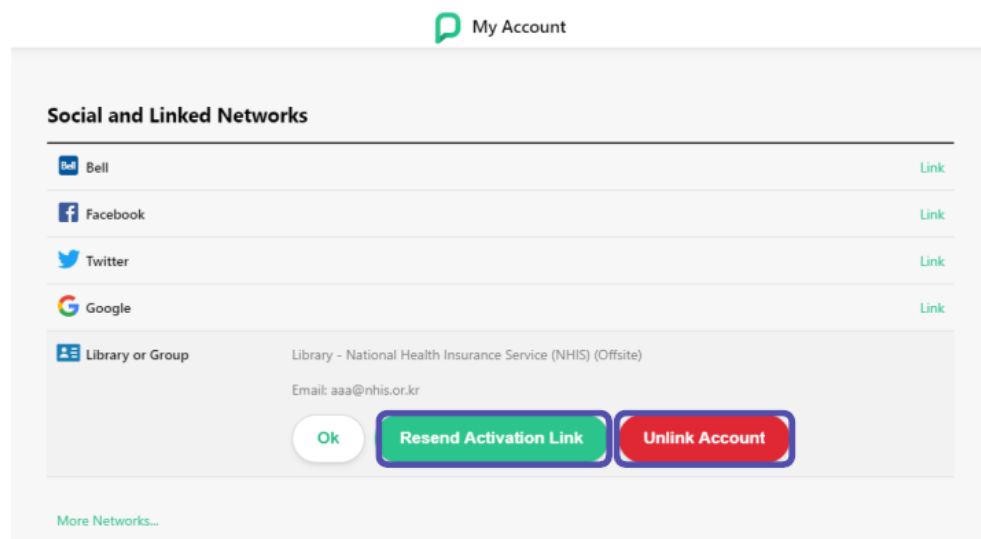 My Account
Social and Linked Networks
Bell Bell Link
Facebook Link
Twitter Link
Google Link
Library or Group Library - National Health Insurance Service (NHIS) (Offsite)
Email: aaa@nhis.or.kr
Ok Resend Activation Link Unlink Account
More Networks...